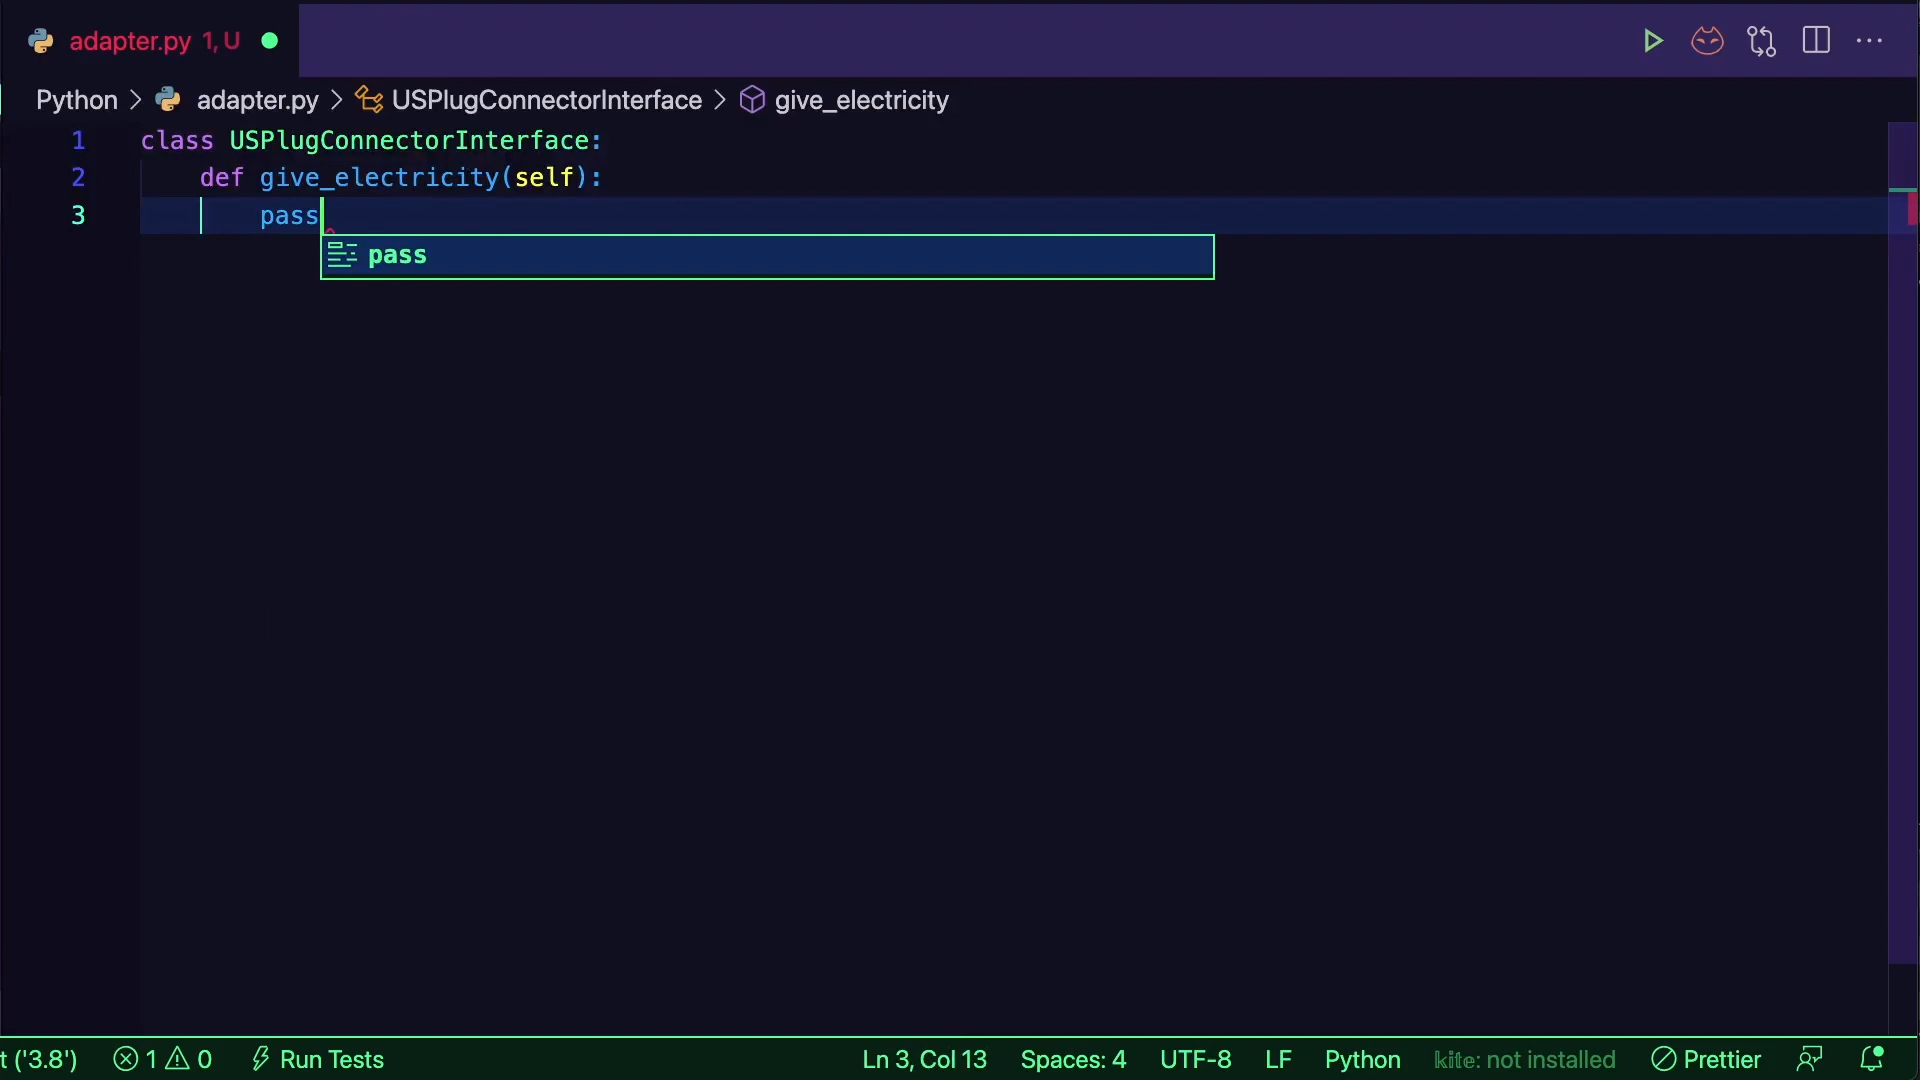 adapter.py 1, U
Python > adapter.py > USPlugConnectorInterface > give_electricity
1 class USPlugConnectorInterface:
2 def give_electricity(self):
3 pass
pass
t ('3.8') 1 0 Run Tests Ln 3, Col 13 Spaces: 4 UTF-8 LF Python kite: not installed Prettier